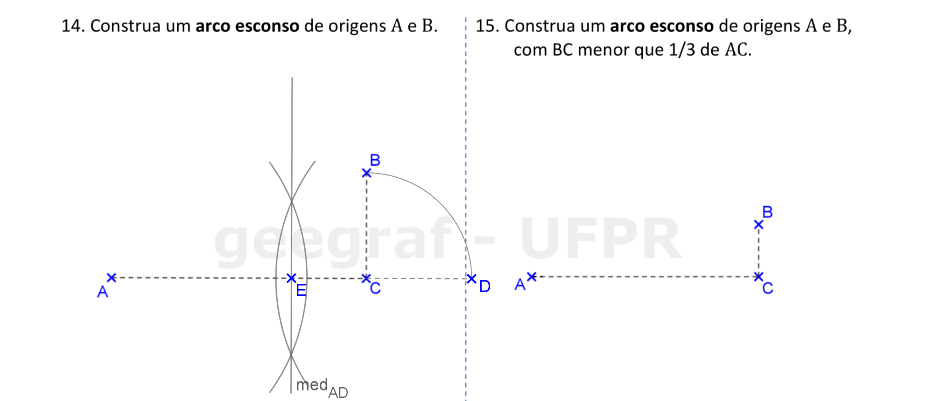 14. Construa um arco esconso de origens A e B.
15. Construa um arco esconso de origens A e B,
com BC menor que 1/3 de AC.
B
B
geegraf - UFPR
A
E
C
D
A
C
med AD